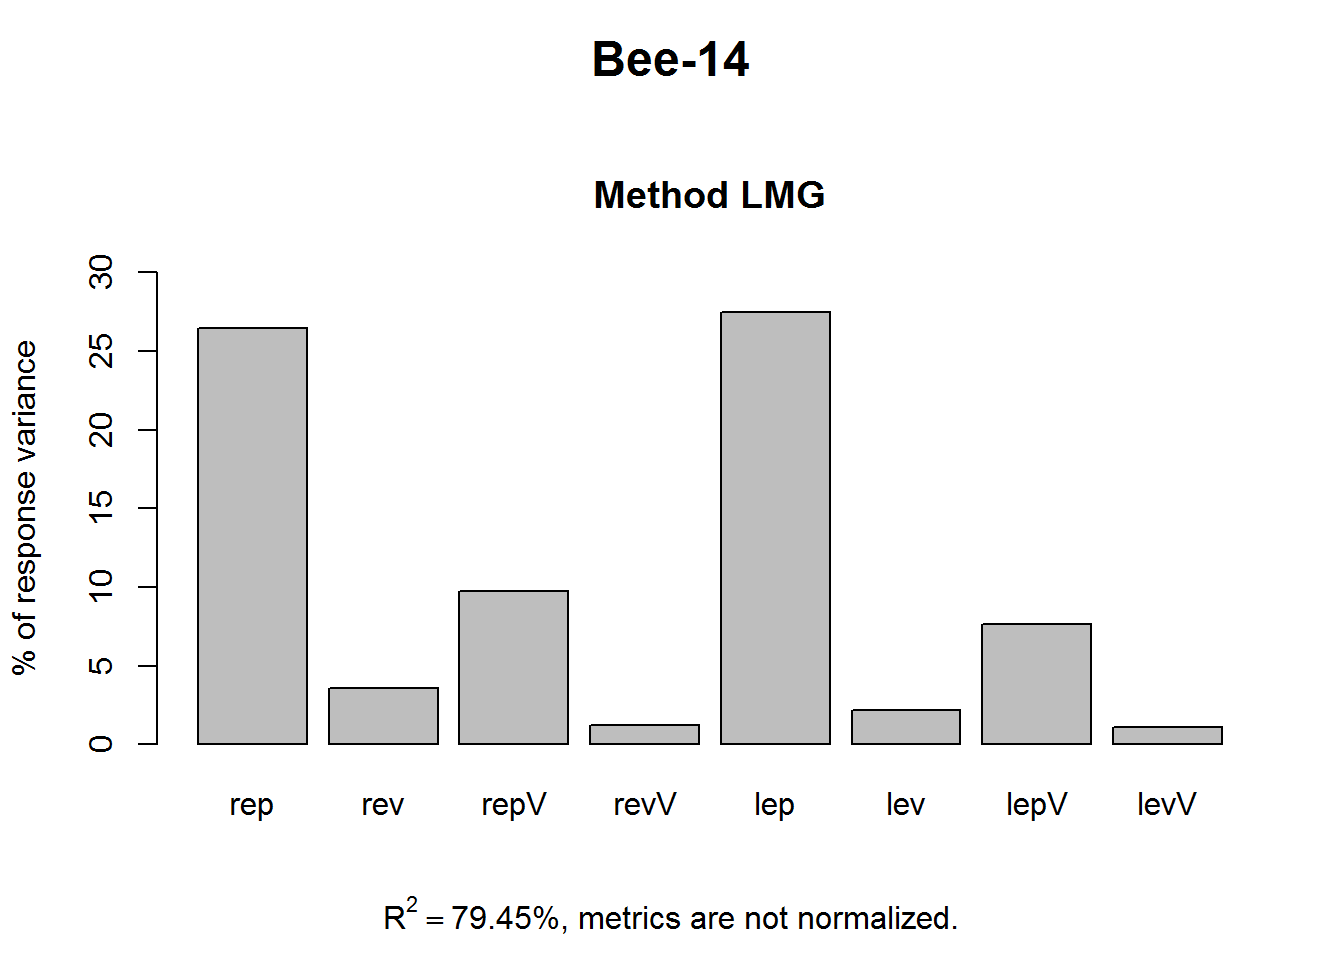 Bee-14
Method LMG
% of response variance
30
25
20
15
10
5
0
rep rev repV revV lep lev lepV levV
R² = 79.45%, metrics are not normalized.